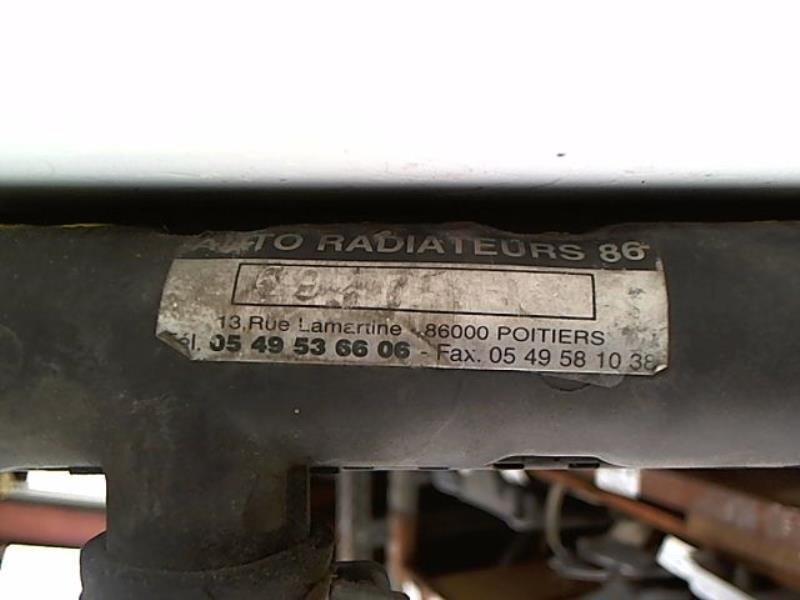 AUTO RADIATEURS 86
13, Rue Lamartine - 86000 POITIERS
Tél. 05 49 53 66 06 - Fax. 05 49 58 10 38